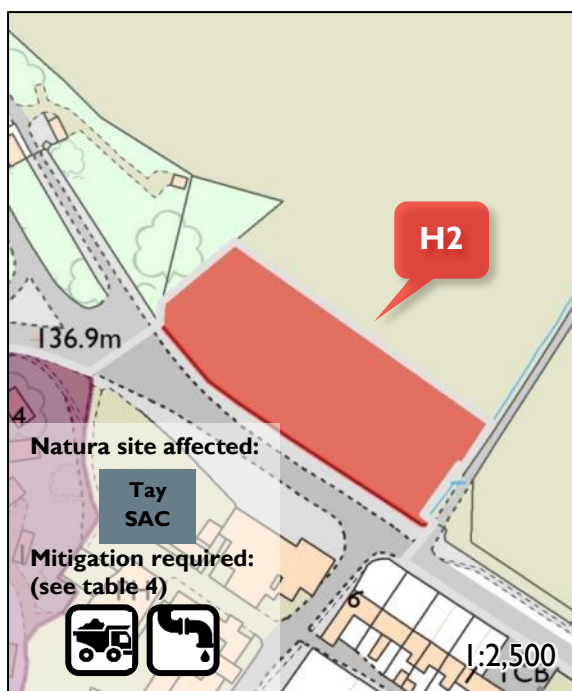 H2
136.9m
4
Natura site affected:
Tay
SAC
Mitigation required:
(see table 4)
6
1:2,500
TCB